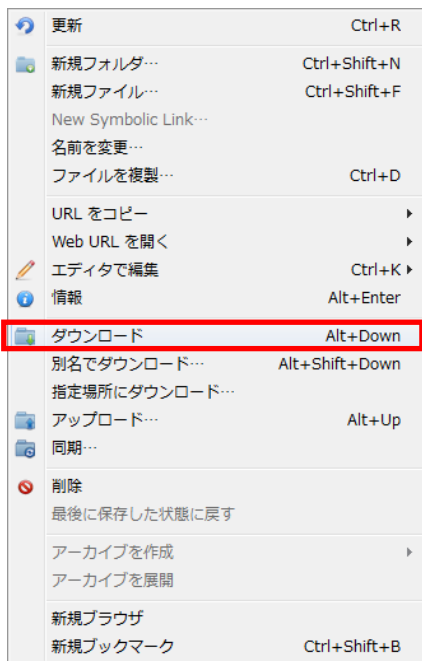 更新 Ctrl+R
新規フォルダ… Ctrl+Shift+N
新規ファイル… Ctrl+Shift+F
New Symbolic Link…
名前を変更…
ファイルを複製… Ctrl+D
URL をコピー
Web URL を開く
エディタで編集 Ctrl+K
情報 Alt+Enter
ダウンロード Alt+Down
別名でダウンロード… Alt+Shift+Down
指定場所にダウンロード…
アップロード… Alt+Up
同期…
削除
最後に保存した状態に戻す
アーカイブを作成
アーカイブを展開
新規ブラウザ
新規ブックマーク Ctrl+Shift+B